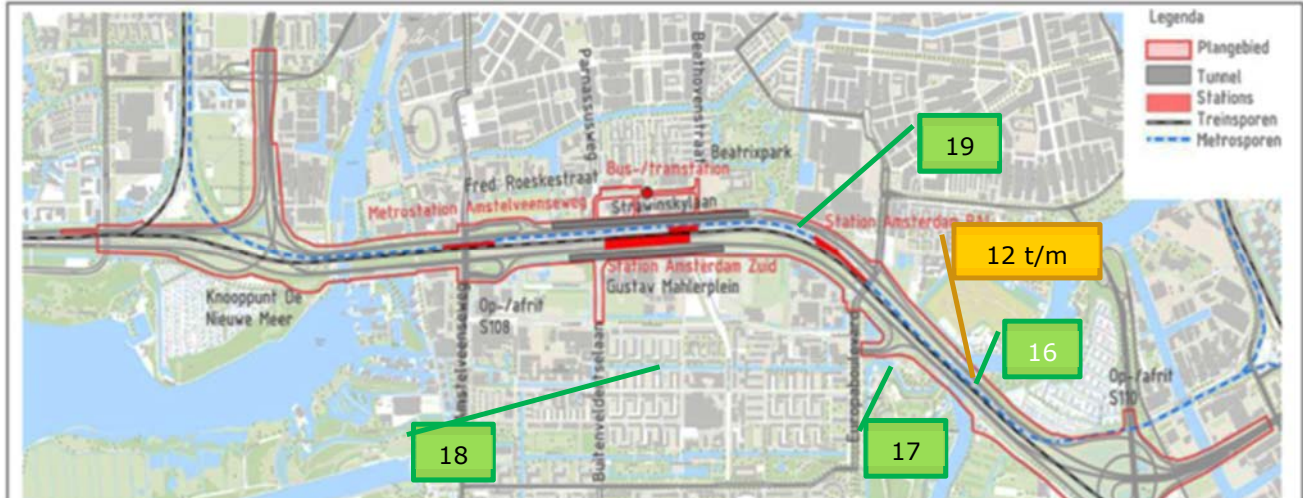 Legenda
Plangebied
Tunnel
Stations
Treinsporen
Metrosporen
Parnassusweg
Beethovenstraat
Beatrixpark
19
Bus-/tramstation
Fred. Roeskestraat
Metrostation Amstelveenseweg
Strawinskylaan
Station Amsterdam RAI
12 t/m
Station Amsterdam Zuid
Gustav Mahlerplein
Knooppunt De
Nieuwe Meer
Op-/afrit
S108
Amstelveenseweg
Buitenveldertselaan
Europaboulevard
16
Op-/afrit
S110
18
17